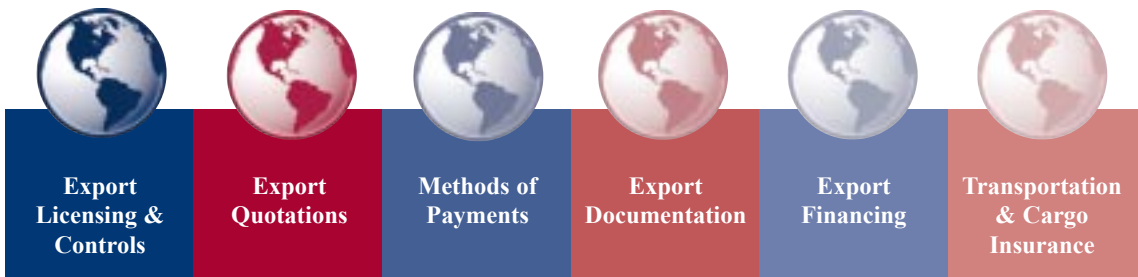 Export
Licensing &
Controls
Export
Quotations
Methods of
Payments
Export
Documentation
Export
Financing
Transportation
& Cargo
Insurance